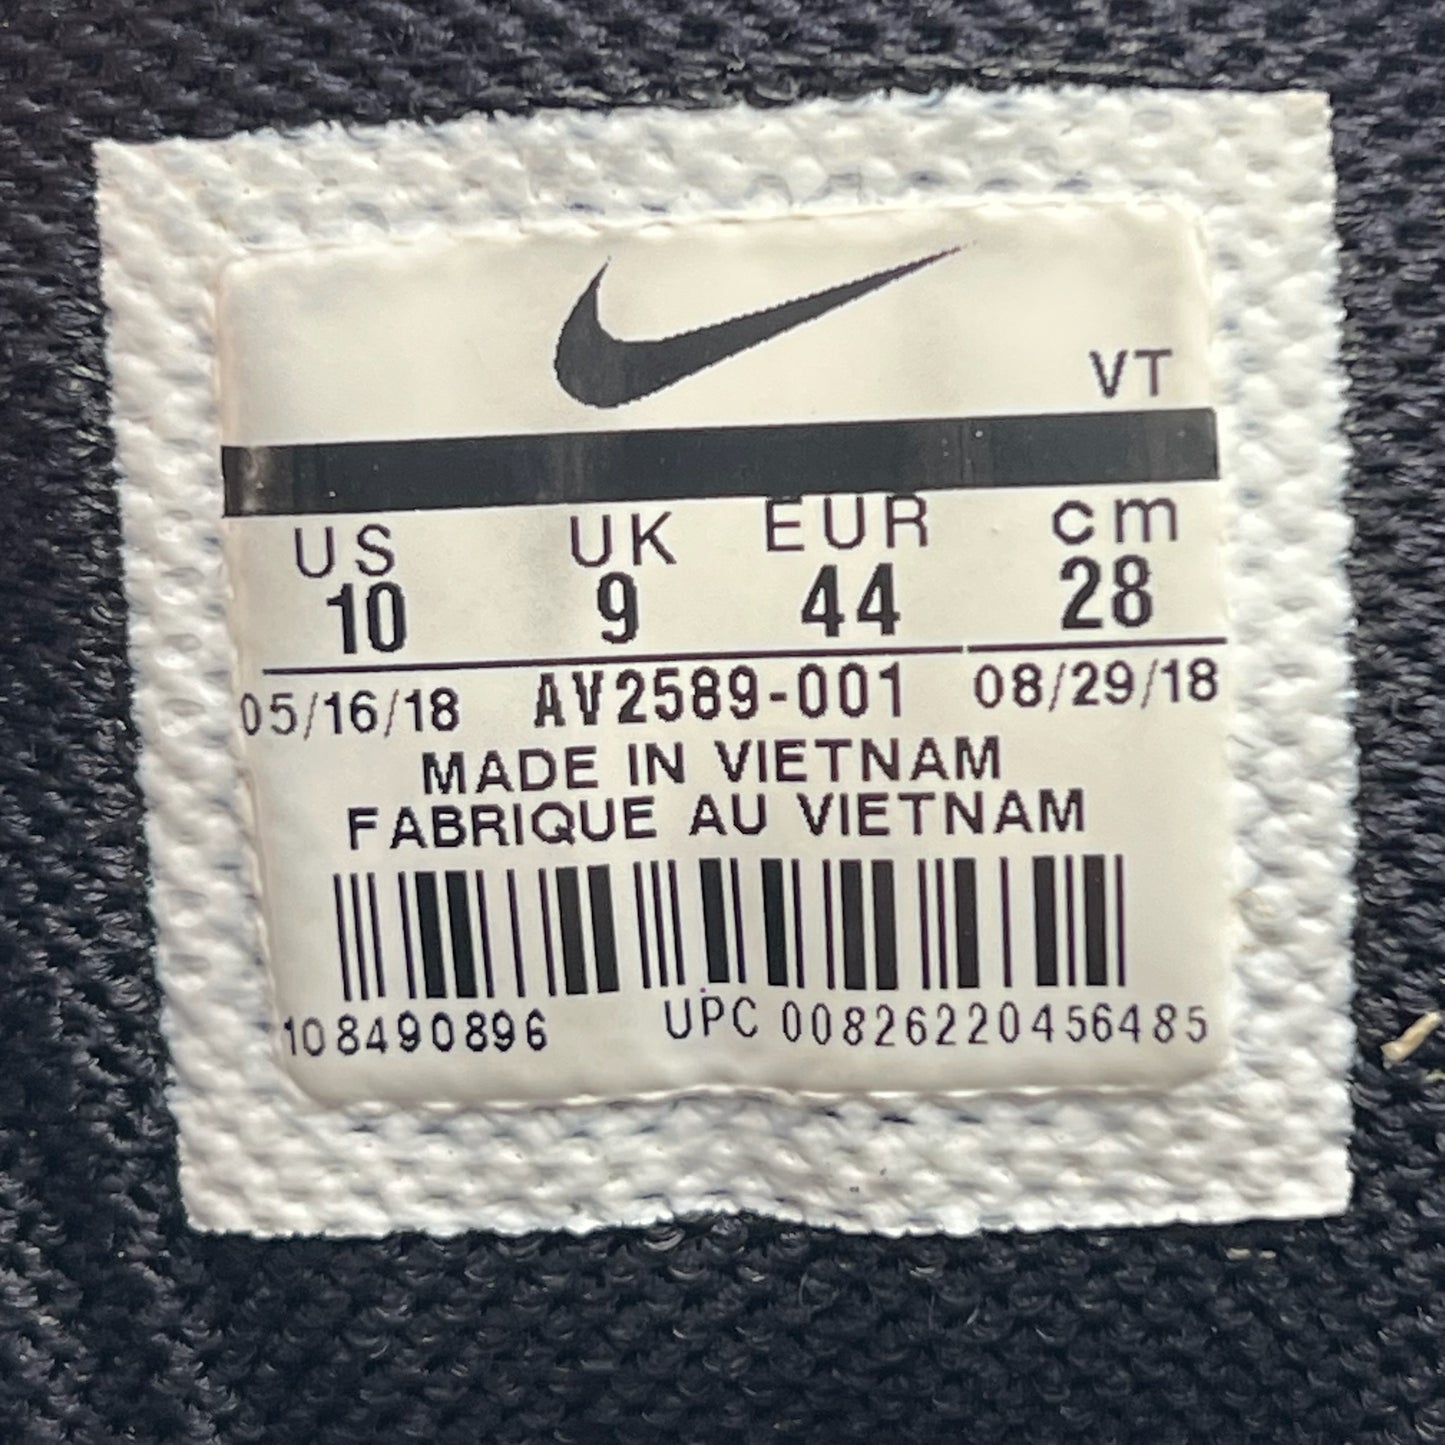 VT
US UK EUR cm
10 9 44 28
05/16/18 AV2589-001 08/29/18
MADE IN VIETNAM
FABRIQUE AU VIETNAM
108490896 UPC 00826220456485